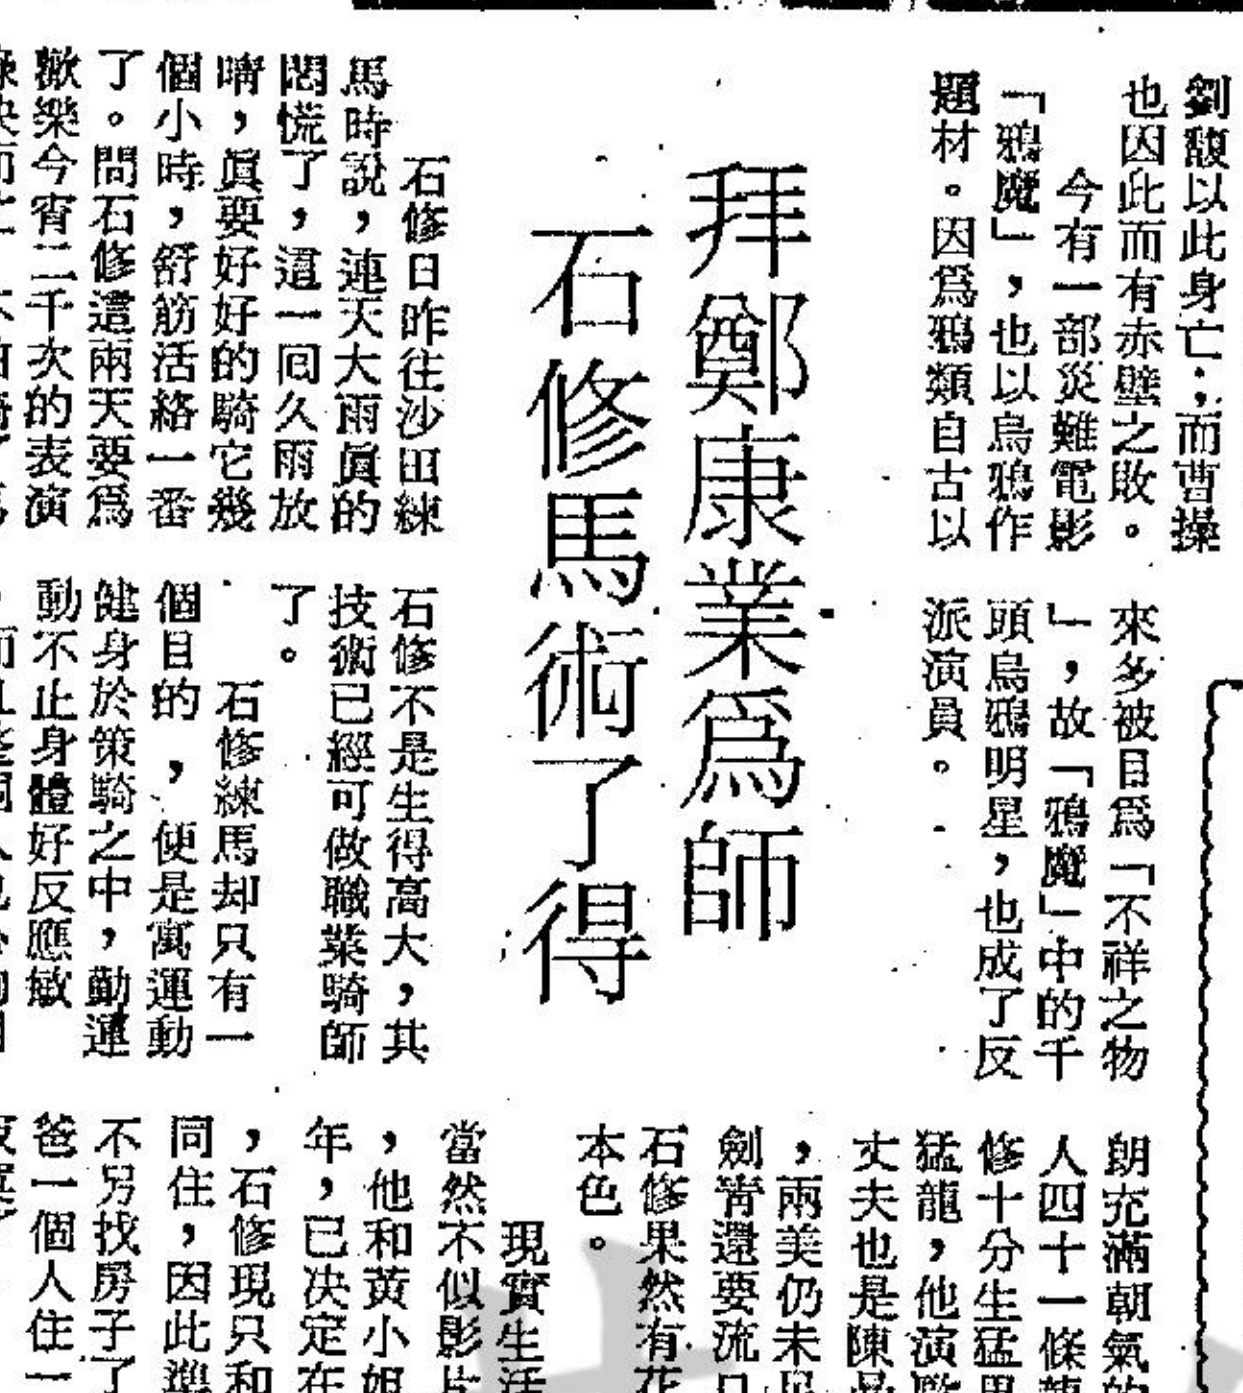 劉馥以此身亡；而曹操
也因此而有赤壁之敗。
今有一部災難電影
「鴉魔」，也以烏鴉作
題材。因爲鴉類自古以
來多被目爲「不祥之物
」，故「鴉魔」中的千
頭烏鴉明星，也成了反
派演員。
拜鄭康業爲師
石修馬術了得
石修日昨往沙田練
馬時說，連天大雨眞的
悶慌了，這一回久雨放
晴，眞要好好的騎它幾
個小時，舒筋活絡一番
了。問石修這兩天要爲
歡樂今宵二千次的表演
石修不是生得高大，其
技術已經可做職業騎師
了。
石修練馬却只有一
個目的，便是寓運動
健身於策騎之中，勤運
動不止身體好反應敏
朗充滿朝氣的
人四十一條
修十分生猛
猛龍，他演
丈夫也是陳
，兩美仍未
劍背還要流
石修果然有花
本色。
現實生活
當然不似影片
，他和黃小姐
年，已決定在
，石修現只和
同住，因此準
不另找房子了
爸一個人住一